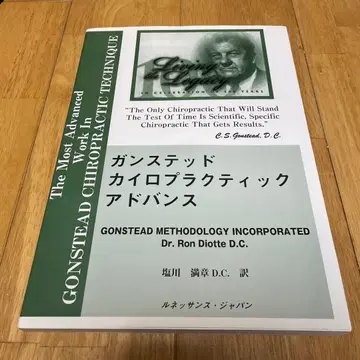 The Most Advanced
Work In
GONSTEAD CHIROPRACTIC TECHNIQUE
Living
Legacy
"The Only Chiropractic That Will Stand
The Test Of Time Is Scientific, Specific
Chiropractic That Gets Results."
C.S. Gonstead, D.C.
ガンステッド
カイロプラクティック
アドバンス
GONSTEAD METHODOLOGY INCORPORATED
Dr. Ron Diotte D.C.
塩川 満章 D.C. 訳
ルネッサンス・ジャパン